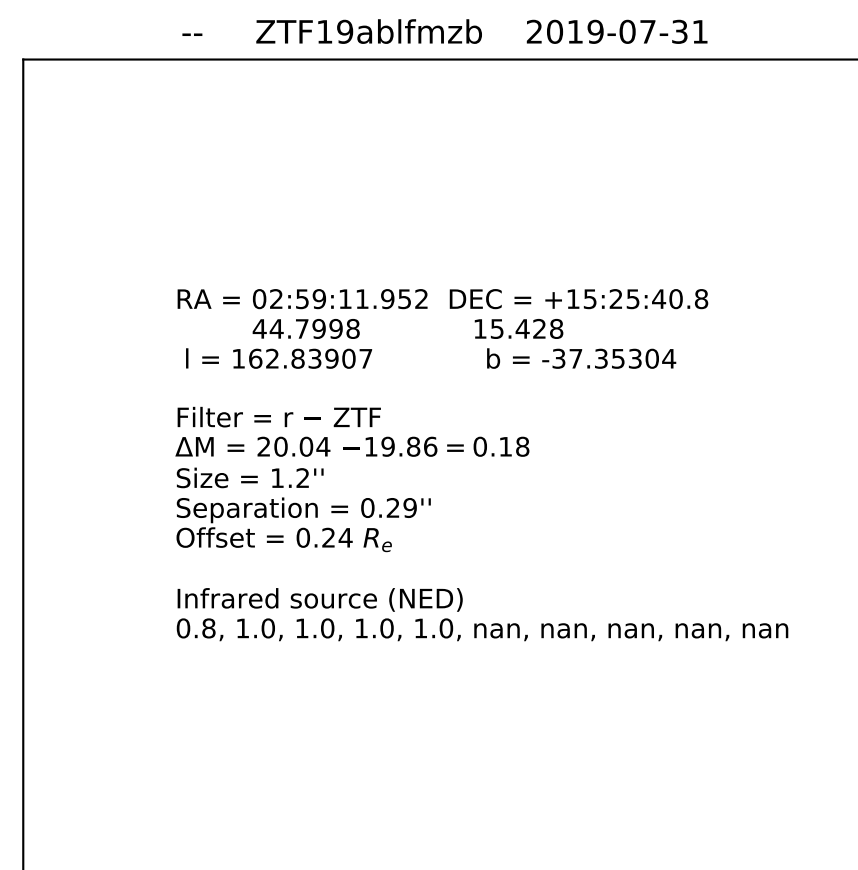 -- ZTF19ablfmzb 2019-07-31
RA = 02:59:11.952 DEC = +15:25:40.8
44.7998 15.428
l = 162.83907 b = -37.35304
Filter = r − ZTF
ΔM = 20.04 −19.86 = 0.18
Size = 1.2''
Separation = 0.29''
Offset = 0.24 Rₑ
Infrared source (NED)
0.8, 1.0, 1.0, 1.0, 1.0, nan, nan, nan, nan, nan